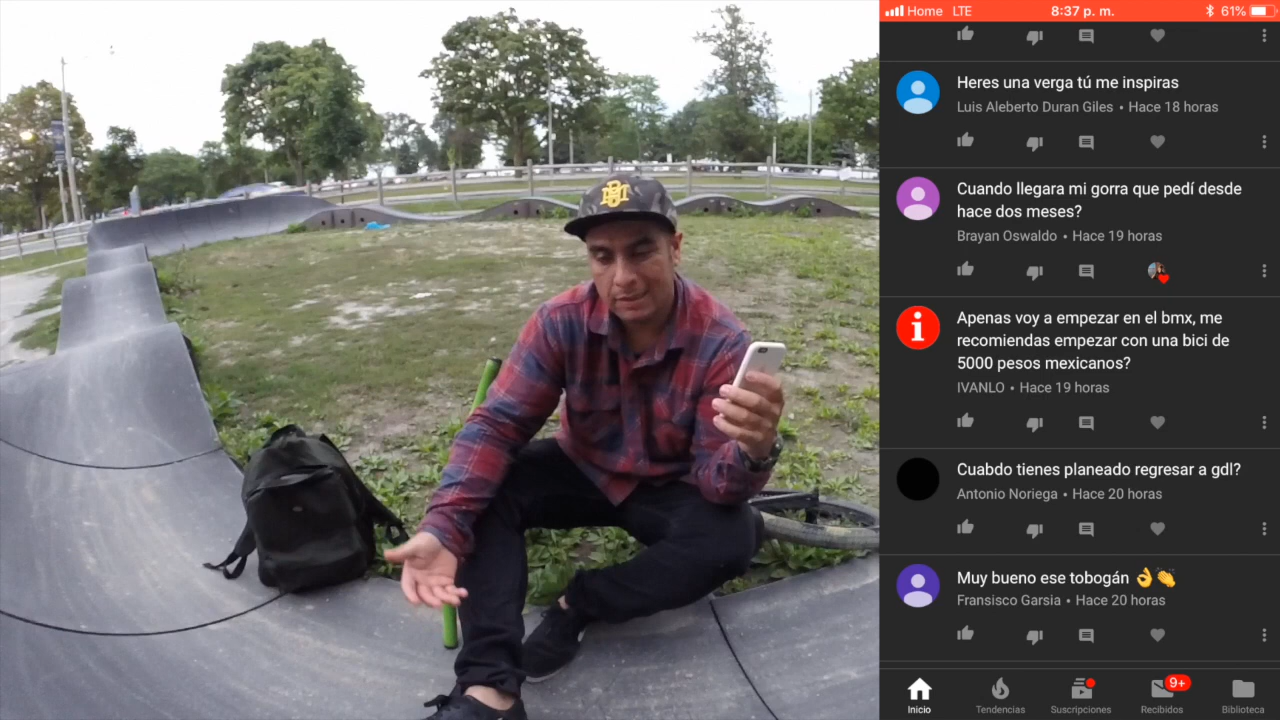 Home LTE 8:37 p. m. 61%
Heres una verga tú me inspiras
Luis Aleberto Duran Giles • Hace 18 horas
Cuando llegara mi gorra que pedí desde
hace dos meses?
Brayan Oswaldo • Hace 19 horas
i
Apenas voy a empezar en el bmx, me
recomiendas empezar con una bici de
5000 pesos mexicanos?
IVANLO • Hace 19 horas
Cuabdo tienes planeado regresar a gdl?
Antonio Noriega • Hace 20 horas
Muy bueno ese tobogán 👌👏
Fransisco Garsia • Hace 20 horas
9+
Inicio Tendencias Suscripciones Recibidos Biblioteca